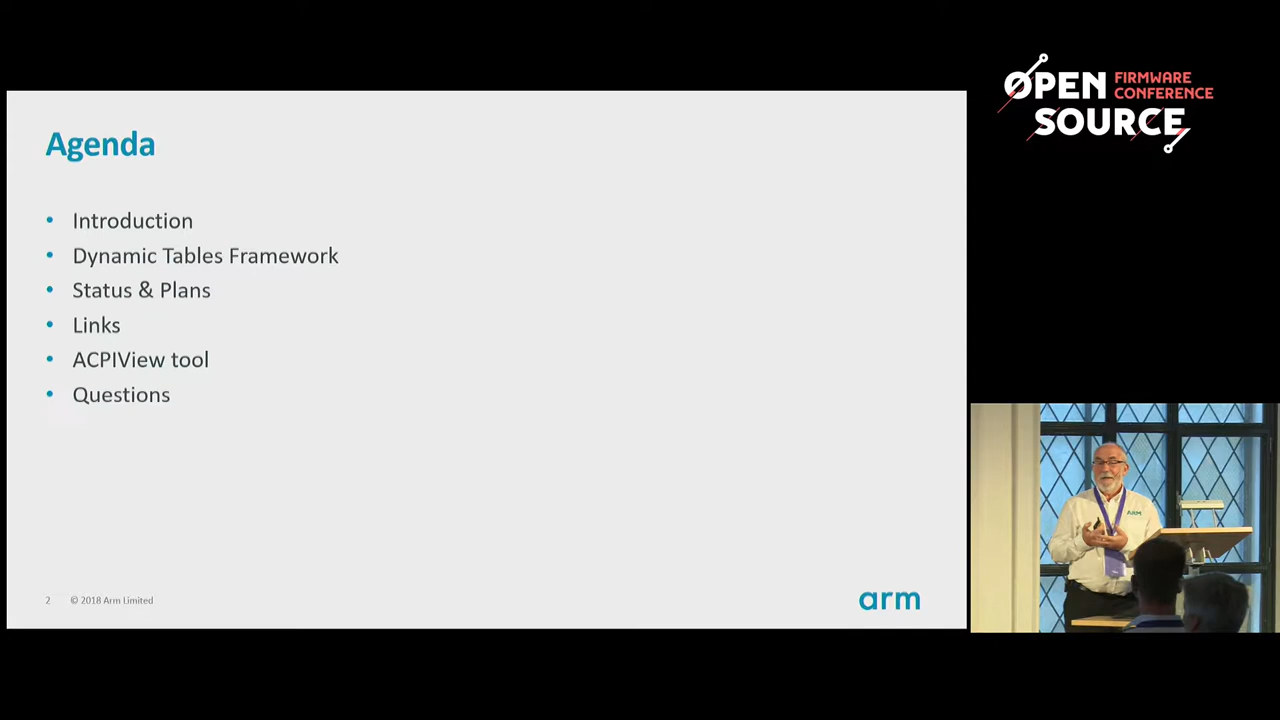 OPEN FIRMWARE
CONFERENCE
SOURCE
Agenda
• Introduction
• Dynamic Tables Framework
• Status & Plans
• Links
• ACPIView tool
• Questions
2 © 2018 Arm Limited
arm
ARM